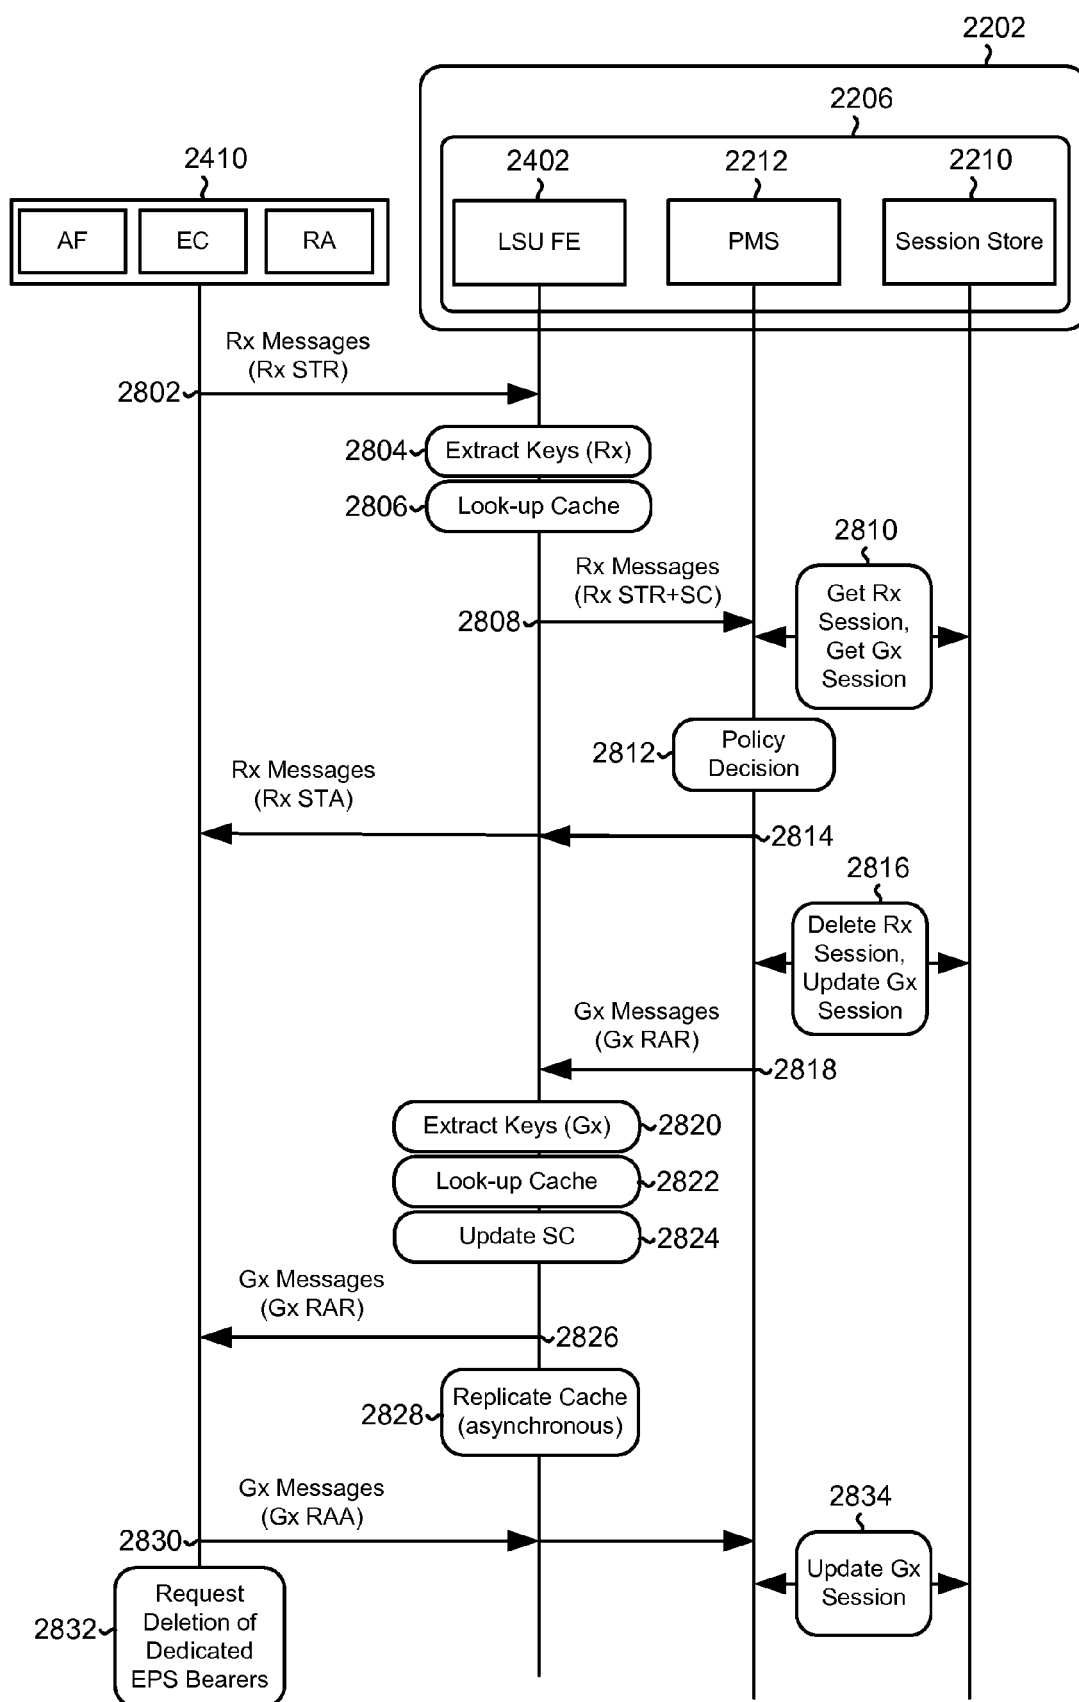 2202
2206
2410
2402
2212
2210
AF
EC
RA
LSU FE
PMS
Session Store
Rx Messages
(Rx STR)
2802
2804
Extract Keys (Rx)
2806
Look-up Cache
Rx Messages
(Rx STR+SC)
2808
2810
Get Rx
Session,
Get Gx
Session
2812
Policy
Decision
Rx Messages
(Rx STA)
2814
2816
Delete Rx
Session,
Update Gx
Session
Gx Messages
(Gx RAR)
2818
Extract Keys (Gx)
2820
Look-up Cache
2822
Update SC
2824
Gx Messages
(Gx RAR)
2826
2828
Replicate Cache
(asynchronous)
Gx Messages
(Gx RAA)
2830
2834
Update Gx
Session
2832
Request
Deletion of
Dedicated
EPS Bearers